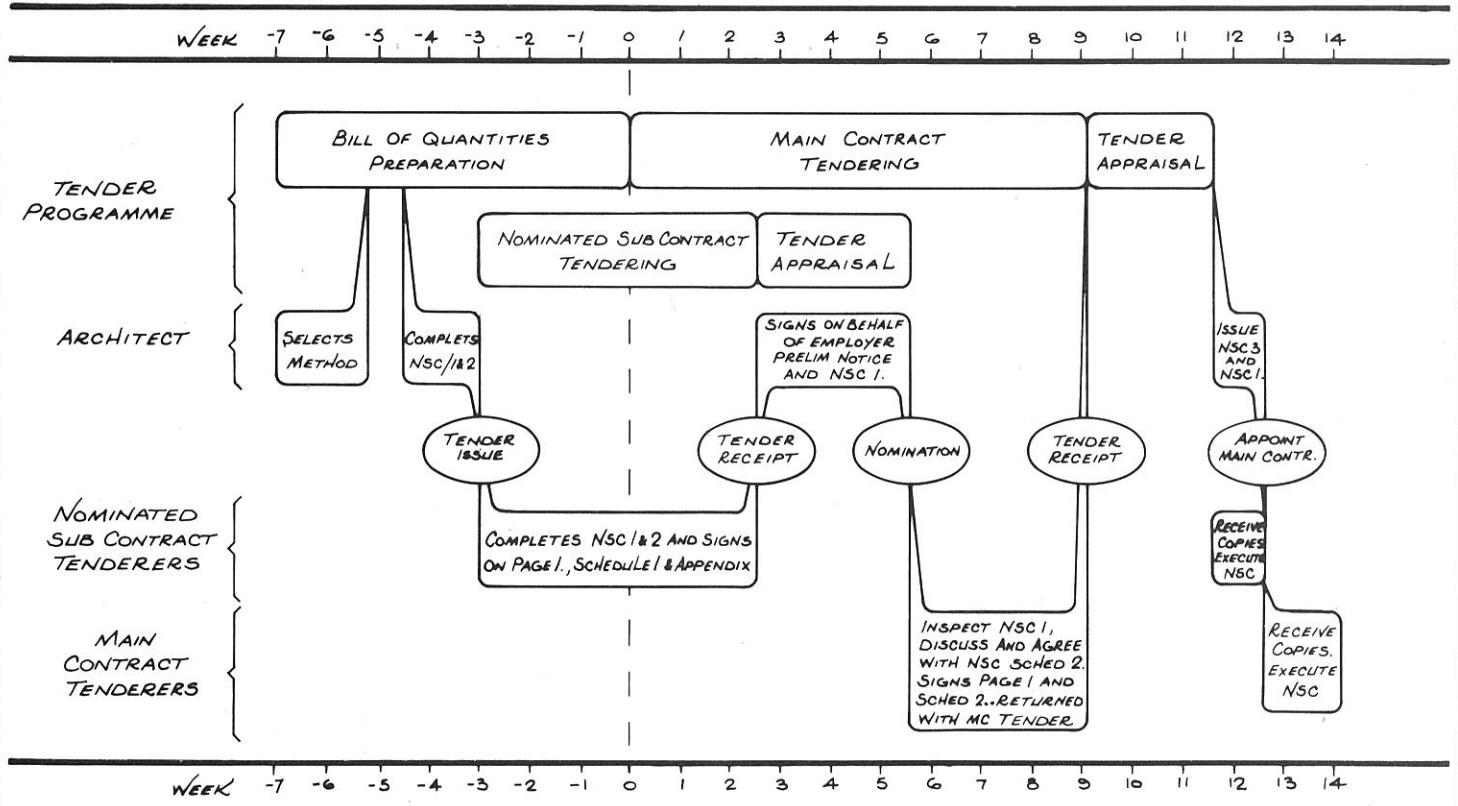 WEEK -7 -6 -5 -4 -3 -2 -1 0 1 2 3 4 5 6 7 8 9 10 11 12 13 14
TENDER
PROGRAMME
BILL OF QUANTITIES
PREPARATION
MAIN CONTRACT
TENDERING
TENDER
APPRAISAL
NOMINATED SUB CONTRACT
TENDERING
TENDER
APPRAISAL
ARCHITECT
SELECTS
METHOD
COMPLETS
NSC/1&2
SIGNS ON BEHALF
OF EMPLOYER
PRELIM NOTICE
AND NSC 1.
ISSUE
NSC3
AND
NSC1.
TENDER
ISSUE
TENDER
RECEIPT
NOMINATION
TENDER
RECEIPT
APPOINT
MAIN CONTR.
NOMINATED
SUB CONTRACT
TENDERERS
COMPLETES NSC 1&2 AND SIGNS
ON PAGE 1., SCHEDULE 1 & APPENDIX
RECEIVE
COPIES
EXECUTE
NSC
MAIN
CONTRACT
TENDERERS
INSPECT NSC 1,
DISCUSS AND AGREE
WITH NSC SCHED 2.
SIGNS PAGE 1 AND
SCHED 2..RETURNED
WITH MC TENDER
RECEIVE
COPIES.
EXECUTE
NSC
WEEK -7 -6 -5 -4 -3 -2 -1 0 1 2 3 4 5 6 7 8 9 10 11 12 13 14